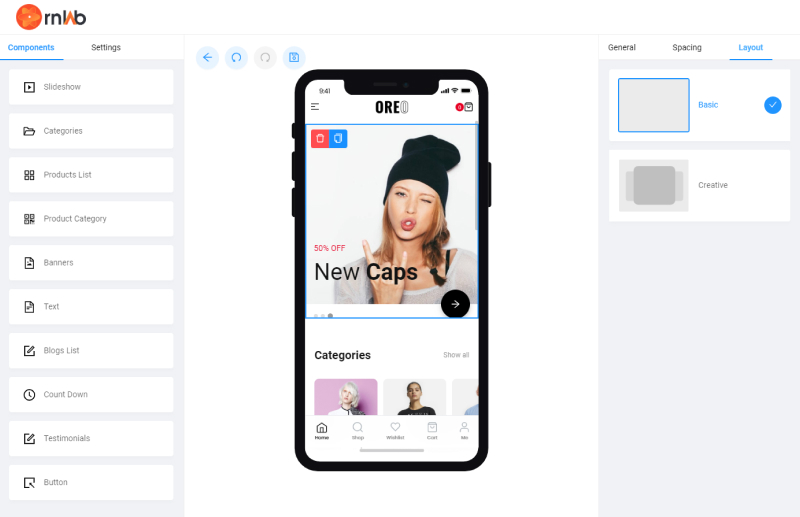 rnlab
Components
Settings
General
Spacing
Layout
Slideshow
Categories
Products List
Product Category
Banners
Text
Blogs List
Count Down
Testimonials
Button
9:41
OREO
0
50% OFF
New Caps
Categories
Show all
Home
Shop
Wishlist
Cart
Me
Basic
Creative